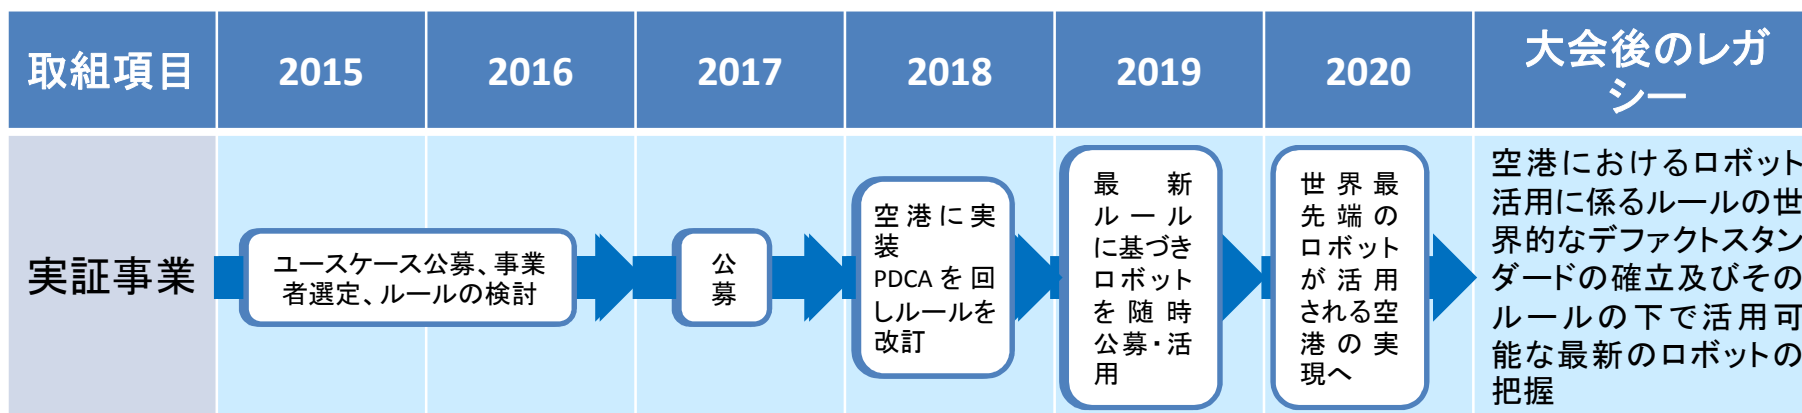 取組項目
2015
2016
2017
2018
2019
2020
大会後のレガ
シー
実証事業
ユースケース公募、事業
者選定、ルールの検討
公
募
空港に実
装
PDCAを回
しルールを
改訂
最新
ルール
に基づき
ロボット
を随時
公募・活
用
世界最
先端の
ロボット
が活用
される空
港の実
現へ
空港におけるロボット
活用に係るルールの世
界的なデファクトスタン
ダードの確立及びその
ルールの下で活用可
能な最新のロボットの
把握